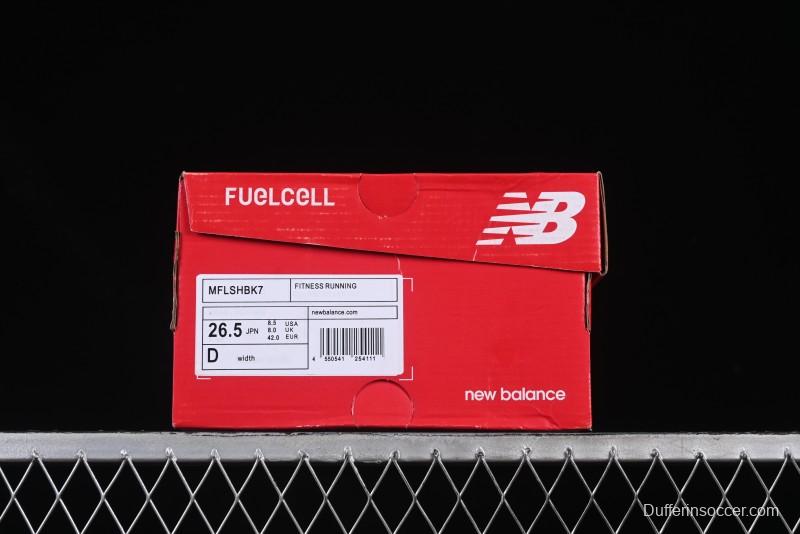 FUELCELL
NB
MFLSHBK7
FITNESS RUNNING
newbalance.com
26.5 JPN
8.5 USA
8.0 UK
42.0 EUR
D width
4 550541 254111
new balance
Dufferinsoccer.com